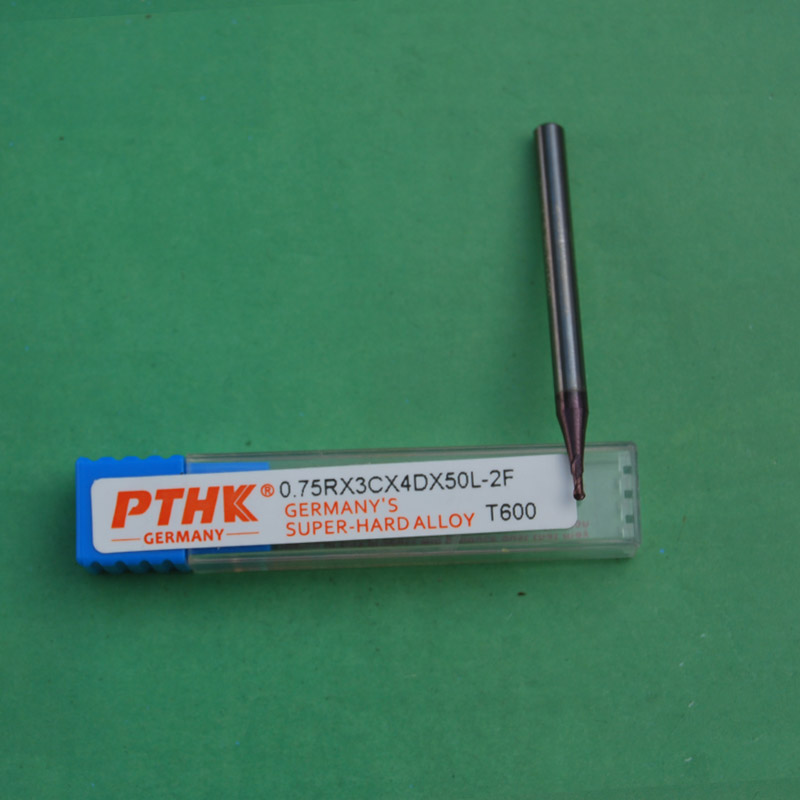 PTHK® 0.75RX3CX4DX50L-2F
GERMANY GERMANY'S
SUPER-HARD ALLOY T600